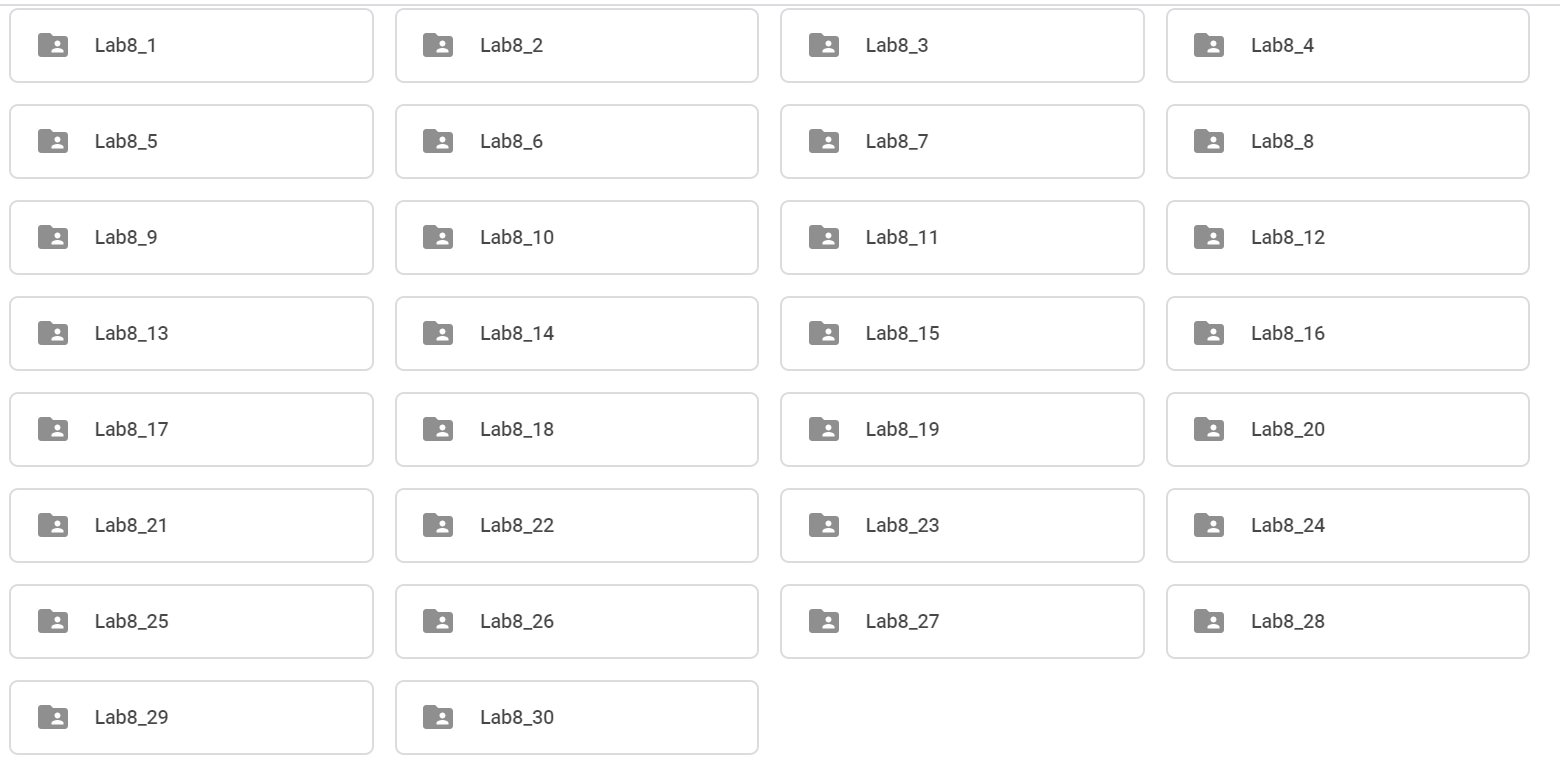 Lab8_1 Lab8_2 Lab8_3 Lab8_4
Lab8_5 Lab8_6 Lab8_7 Lab8_8
Lab8_9 Lab8_10 Lab8_11 Lab8_12
Lab8_13 Lab8_14 Lab8_15 Lab8_16
Lab8_17 Lab8_18 Lab8_19 Lab8_20
Lab8_21 Lab8_22 Lab8_23 Lab8_24
Lab8_25 Lab8_26 Lab8_27 Lab8_28
Lab8_29 Lab8_30